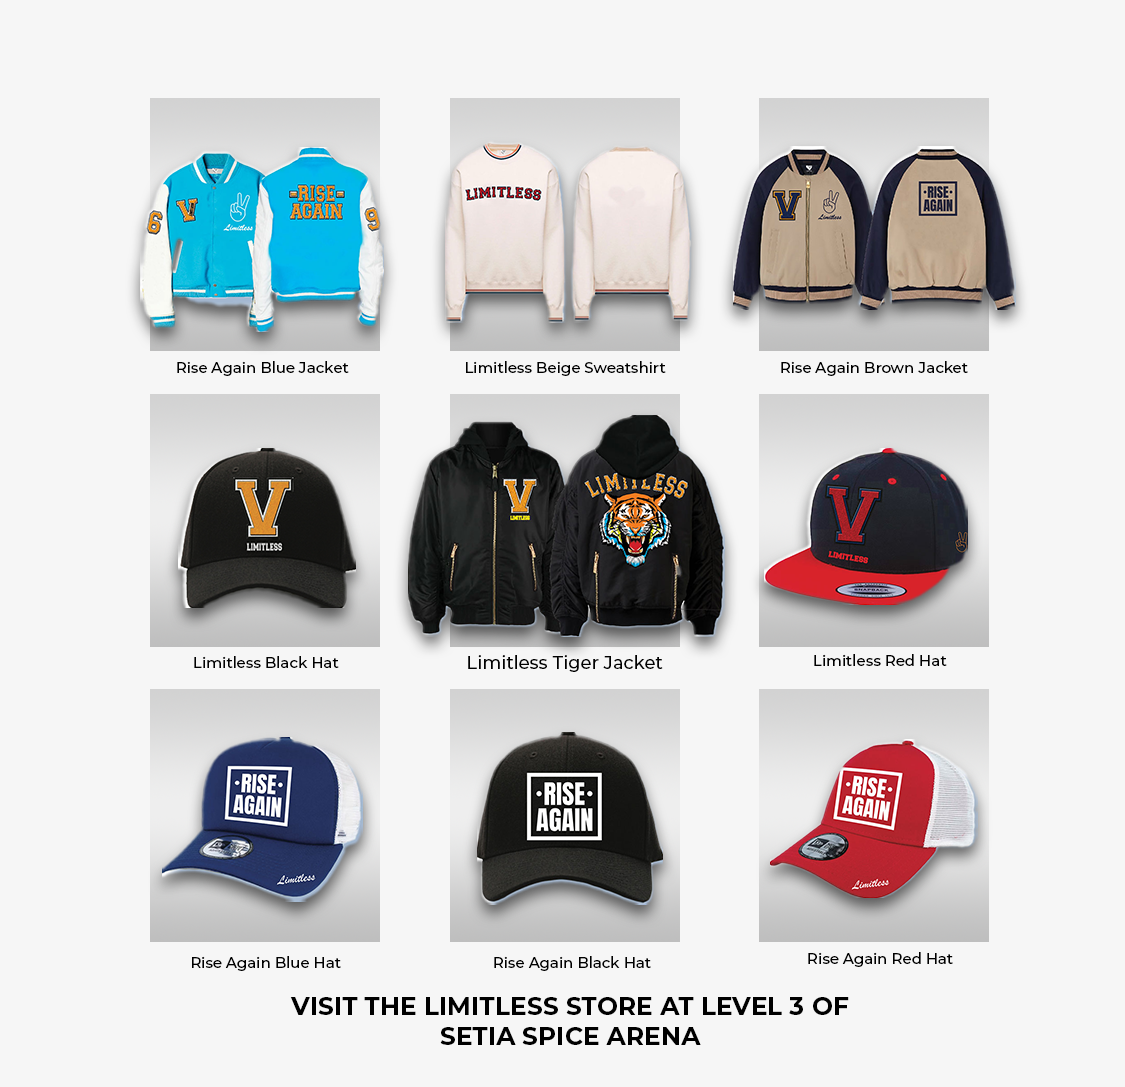 6
V
Limitless
RISE
AGAIN
9
LIMITLESS
V
Limitless
·RISE·
AGAIN
Rise Again Blue Jacket
Limitless Beige Sweatshirt
Rise Again Brown Jacket
V
LIMITLESS
V
LIMITLESS
LIMITLESS
V
LIMITLESS
SNAPBACK
Limitless Black Hat
Limitless Tiger Jacket
Limitless Red Hat
·RISE·
AGAIN
Limitless
·RISE·
AGAIN
·RISE·
AGAIN
Limitless
Rise Again Blue Hat
Rise Again Black Hat
Rise Again Red Hat
VISIT THE LIMITLESS STORE AT LEVEL 3 OF
SETIA SPICE ARENA